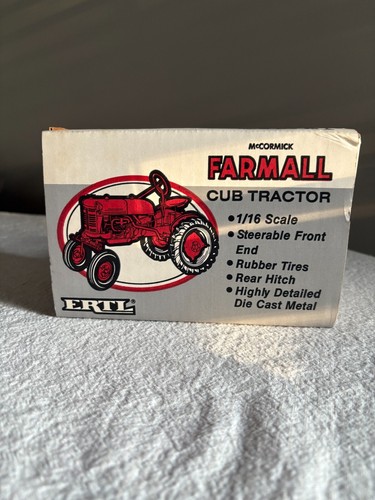 McCORMICK
FARMALL
CUB TRACTOR
• 1/16 Scale
• Steerable Front
End
• Rubber Tires
• Rear Hitch
• Highly Detailed
Die Cast Metal
ERTL®